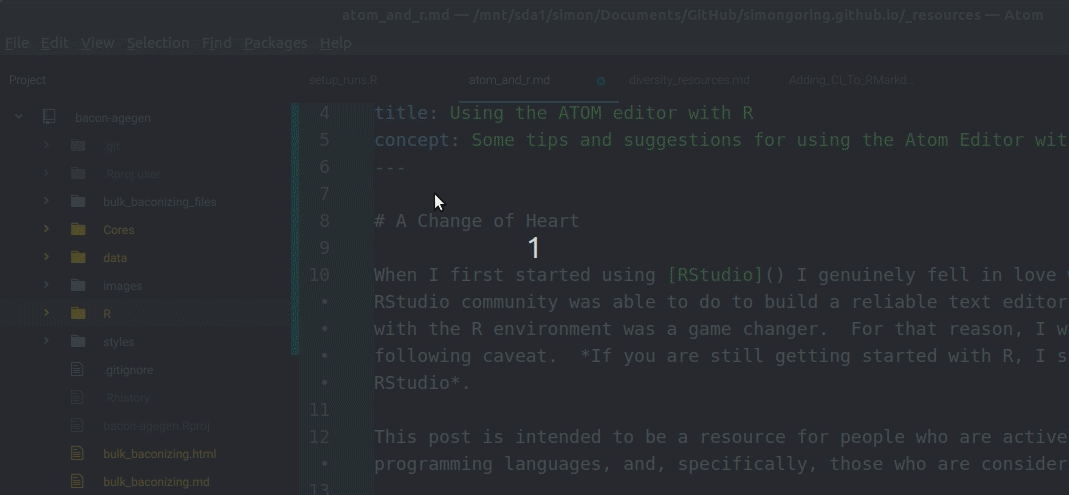 atom_and_r.md — /mnt/sda1/simon/Documents/GitHub/simongoring.github.io/_resources — Atom
File Edit View Selection Find Packages Help
Project
setup_runs.R atom_and_r.md diversity_resources.md Adding_CI_To_RMarkd..
bacon-agegen
.git
.Rproj.user
bulk_baconizing_files
Cores
data
images
R
styles
.gitignore
.Rhistory
bacon-agegen.Rproj
bulk_baconizing.html
bulk_baconizing.md
4 title: Using the ATOM editor with R
5 concept: Some tips and suggestions for using the Atom Editor wit
6 ---
7
8 # A Change of Heart
9
1
10 When I first started using [RStudio]() I genuinely fell in love
• RStudio community was able to do to build a reliable text editor
• with the R environment was a game changer.  For that reason, I w
• following caveat.  *If you are still getting started with R, I s
• RStudio*.
11
12 This post is intended to be a resource for people who are active
• programming languages, and, specifically, those who are consider
13